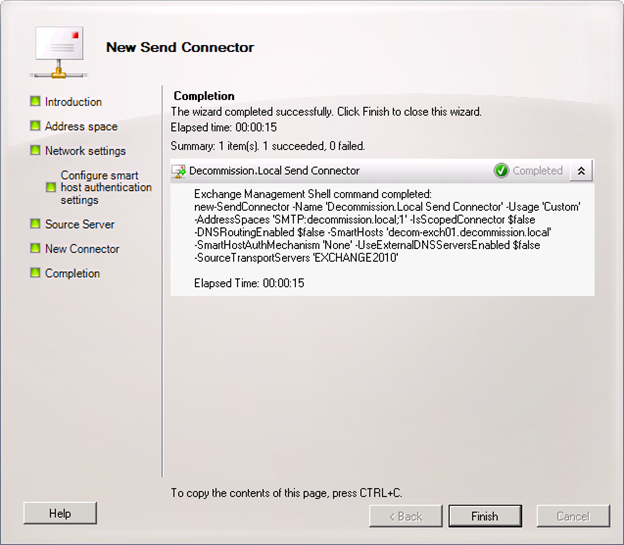 New Send Connector
Introduction
Address space
Network settings
Configure smart
host authentication
settings
Source Server
New Connector
Completion
Completion
The wizard completed successfully. Click Finish to close this wizard.
Elapsed time: 00:00:15
Summary: 1 item(s). 1 succeeded, 0 failed.
Decommission.Local Send Connector
Completed
Exchange Management Shell command completed:
new-SendConnector -Name 'Decommission.Local Send Connector' -Usage 'Custom'
-AddressSpaces 'SMTP:decommission.local;1' -IsScopedConnector $false
-DNSRoutingEnabled $false -SmartHosts 'decom-exch01.decommission.local'
-SmartHostAuthMechanism 'None' -UseExternalDNSServersEnabled $false
-SourceTransportServers 'EXCHANGE2010'
Elapsed Time: 00:00:15
To copy the contents of this page, press CTRL+C.
Help
< Back
Finish
Cancel